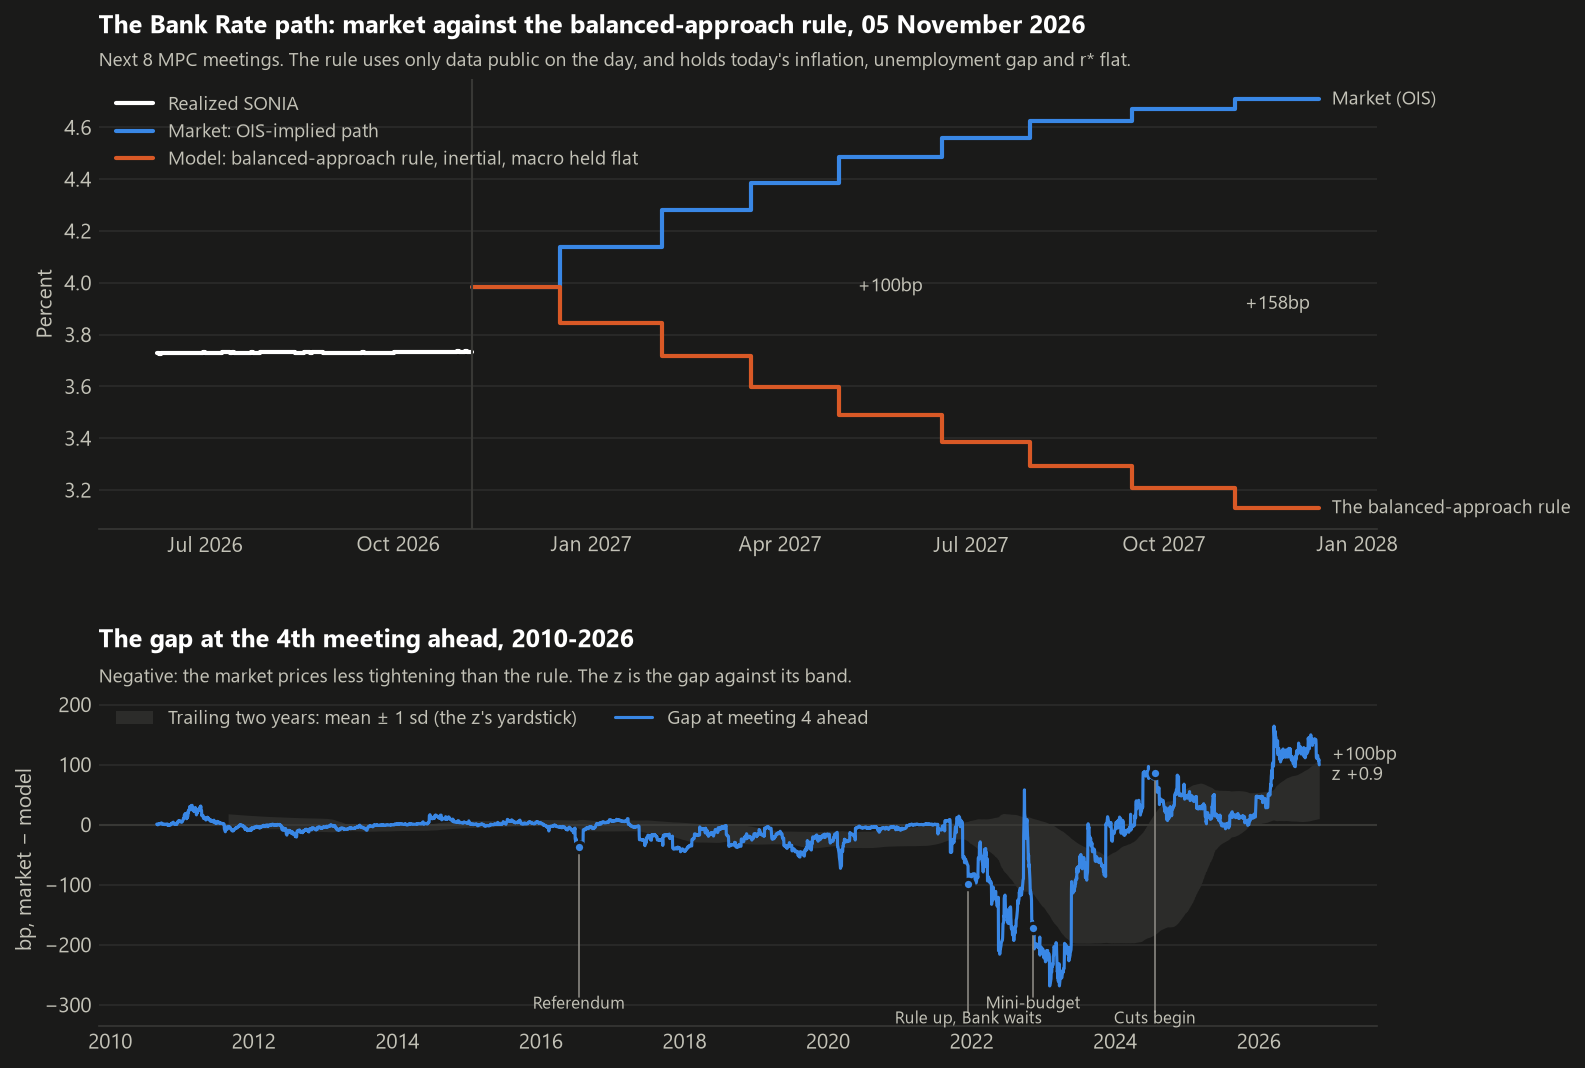 The Bank Rate path: market against the balanced-approach rule, 05 November 2026
Next 8 MPC meetings. The rule uses only data public on the day, and holds today's inflation, unemployment gap and r* flat.
Realized SONIA
Market: OIS-implied path
Model: balanced-approach rule, inertial, macro held flat
Market (OIS)
4.6
4.4
4.2
4.0
3.8
3.6
3.4
3.2
Percent
+100bp
+158bp
The balanced-approach rule
Jul 2026
Oct 2026
Jan 2027
Apr 2027
Jul 2027
Oct 2027
Jan 2028
The gap at the 4th meeting ahead, 2010-2026
Negative: the market prices less tightening than the rule. The z is the gap against its band.
Trailing two years: mean ± 1 sd (the z's yardstick)
Gap at meeting 4 ahead
200
100
0
−100
−200
−300
bp, market − model
+100bp
z +0.9
Referendum
Mini-budget
Rule up, Bank waits
Cuts begin
2010
2012
2014
2016
2018
2020
2022
2024
2026